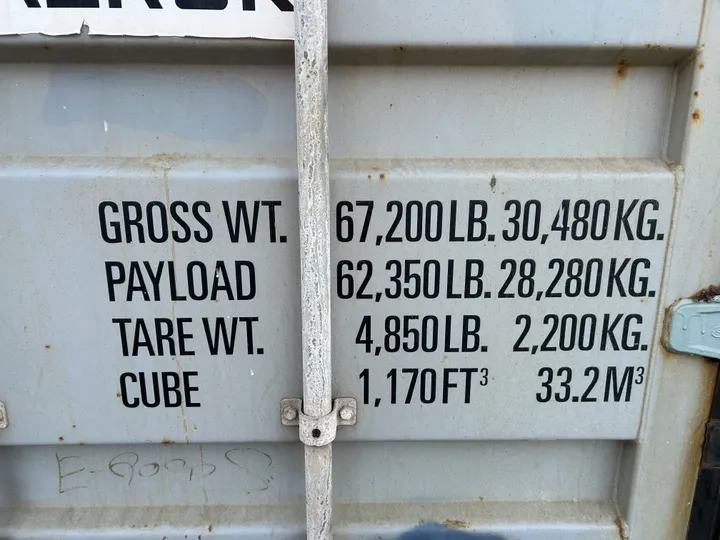 GROSS WT. 67,200 LB. 30,480 KG.
PAYLOAD 62,350 LB. 28,280 KG.
TARE WT. 4,850 LB. 2,200 KG.
CUBE 1,170 FT³ 33.2 M³